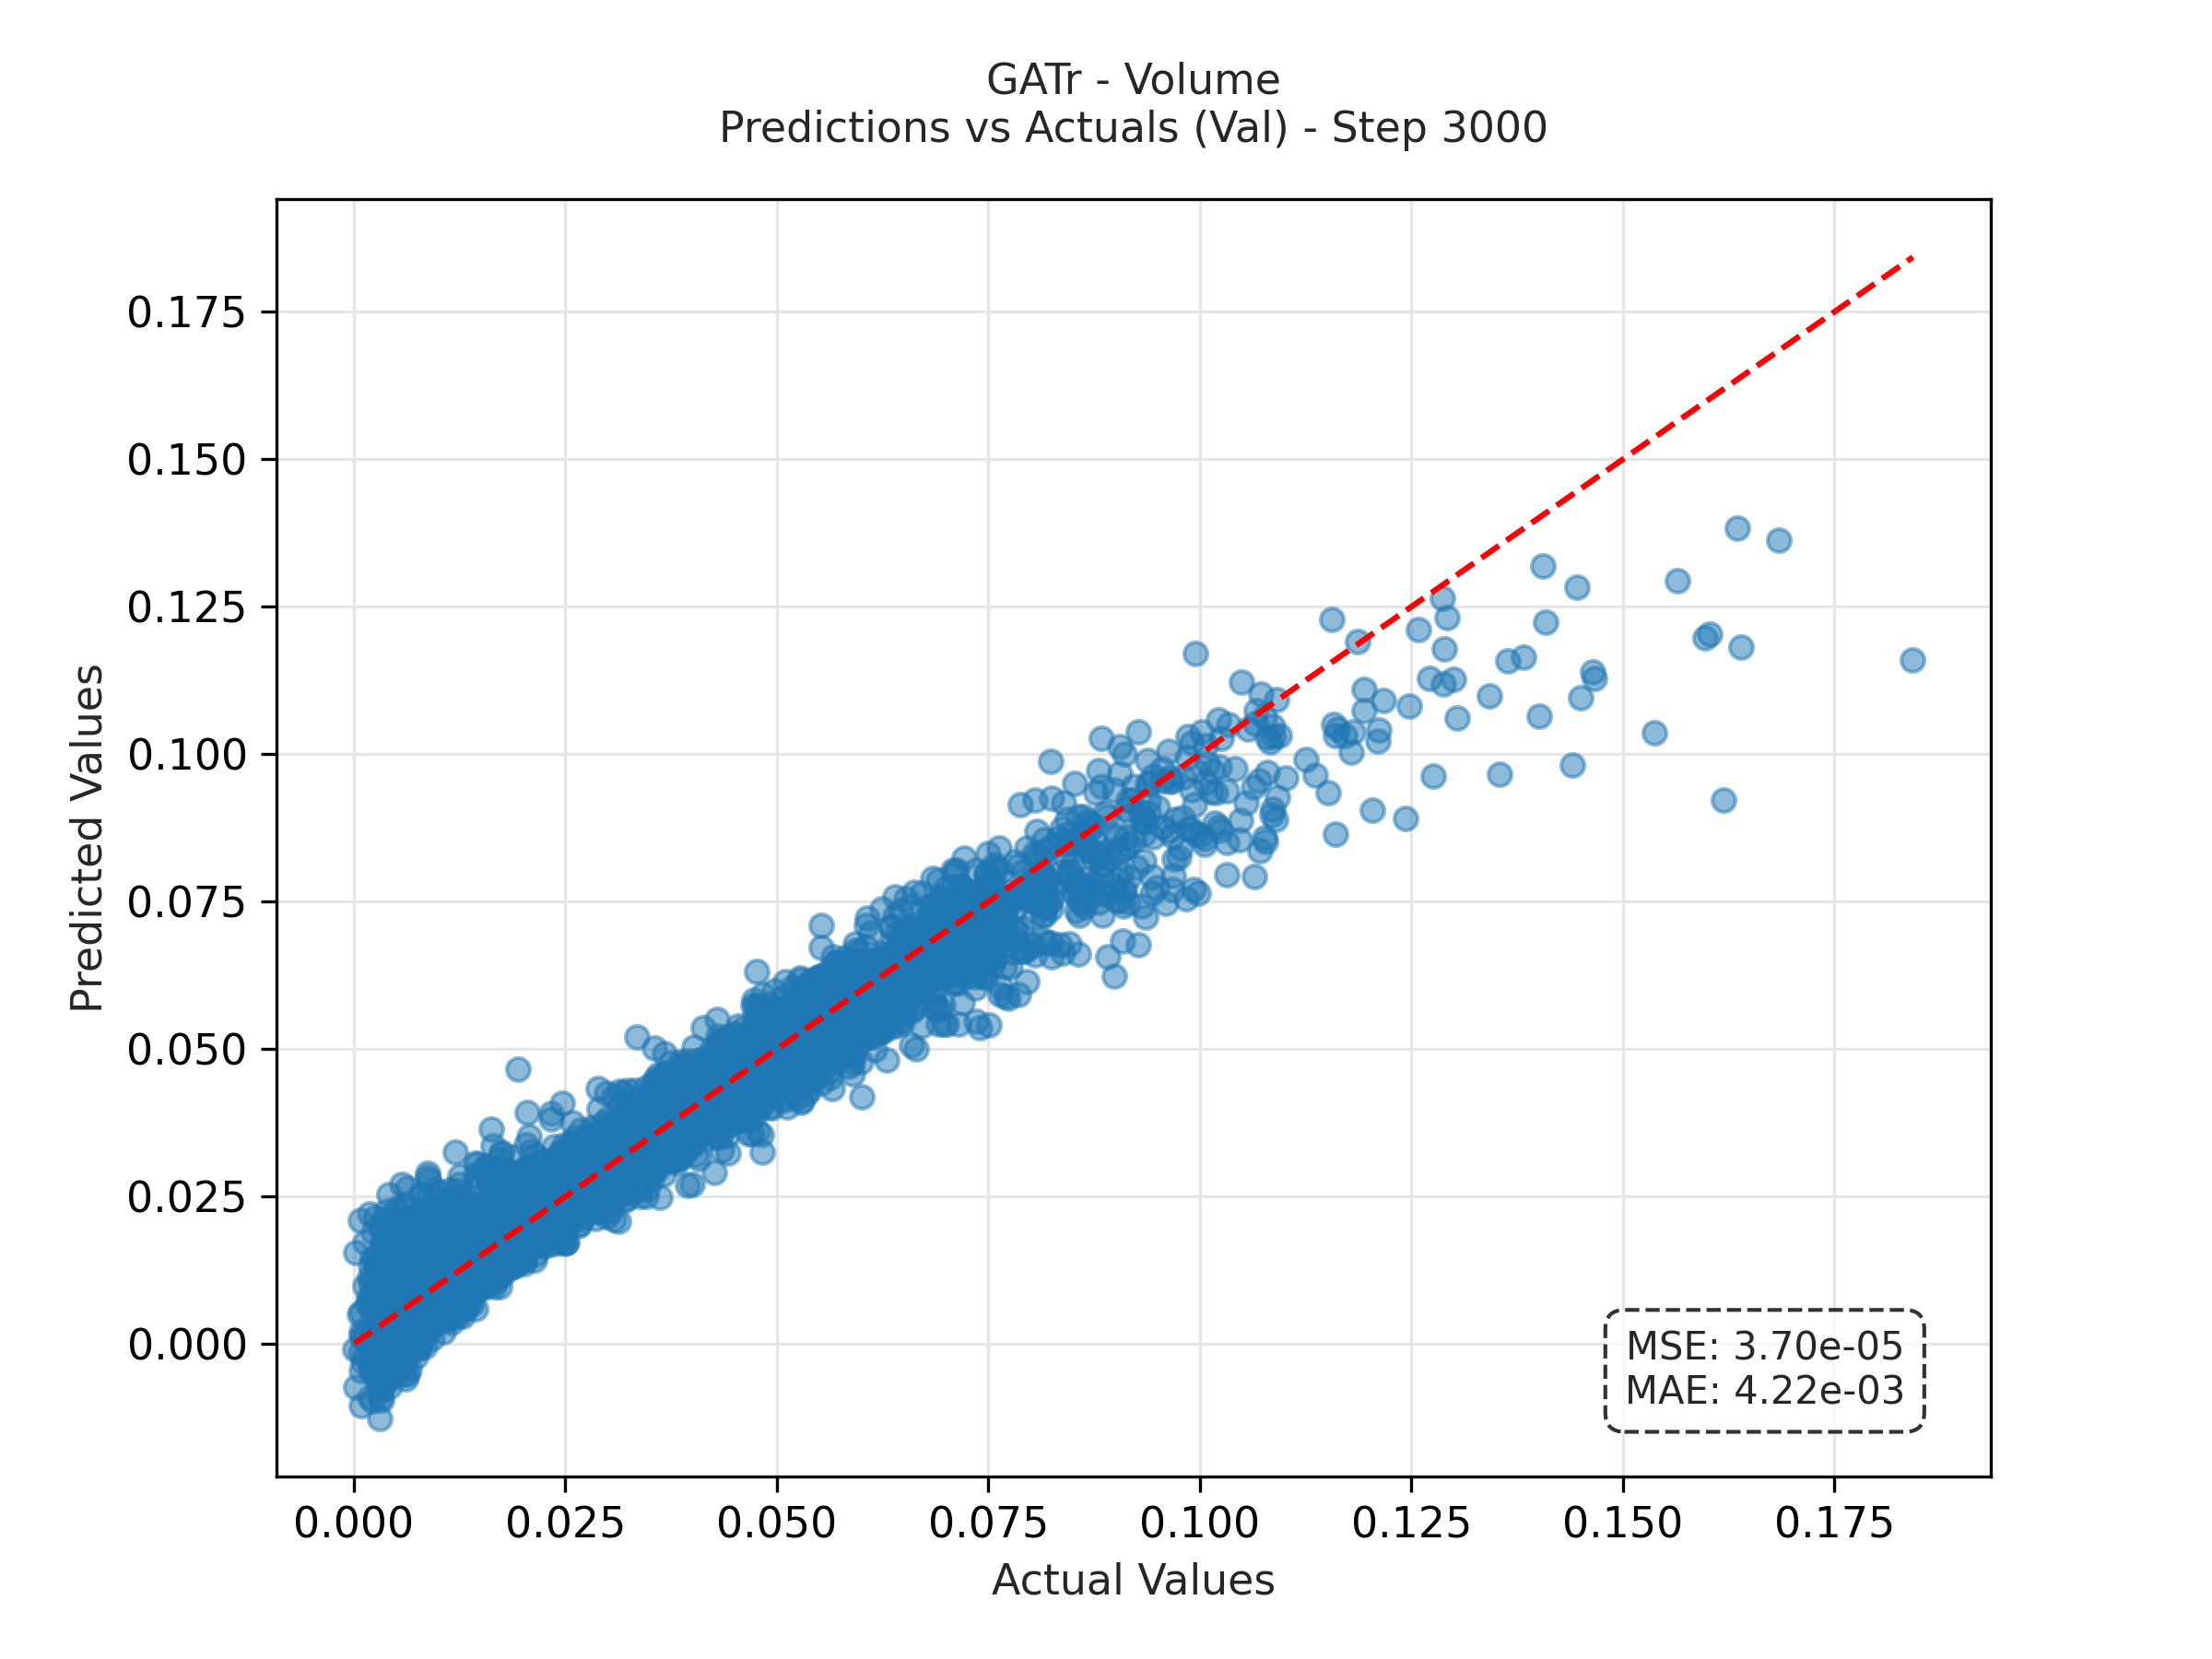 GATr - Volume
Predictions vs Actuals (Val) - Step 3000
Predicted Values
0.175
0.150
0.125
0.100
0.075
0.050
0.025
0.000
MSE: 3.70e-05
MAE: 4.22e-03
0.000 0.025 0.050 0.075 0.100 0.125 0.150 0.175
Actual Values